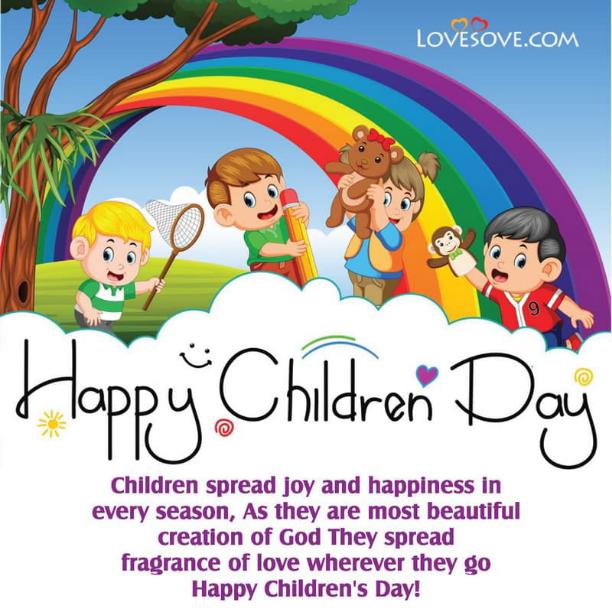 LOVESOVE.COM
9
Happy Children Day
Children spread joy and happiness in
every season, As they are most beautiful
creation of God They spread
fragrance of love wherever they go
Happy Children's Day!